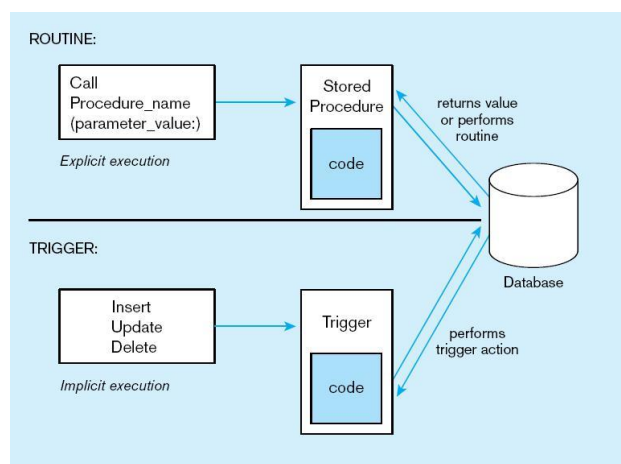 ROUTINE:
Call
Procedure_name
(parameter_value:)
Explicit execution
Stored
Procedure
code
returns value
or performs
routine
Database
TRIGGER:
Insert
Update
Delete
Implicit execution
Trigger
code
performs
trigger action